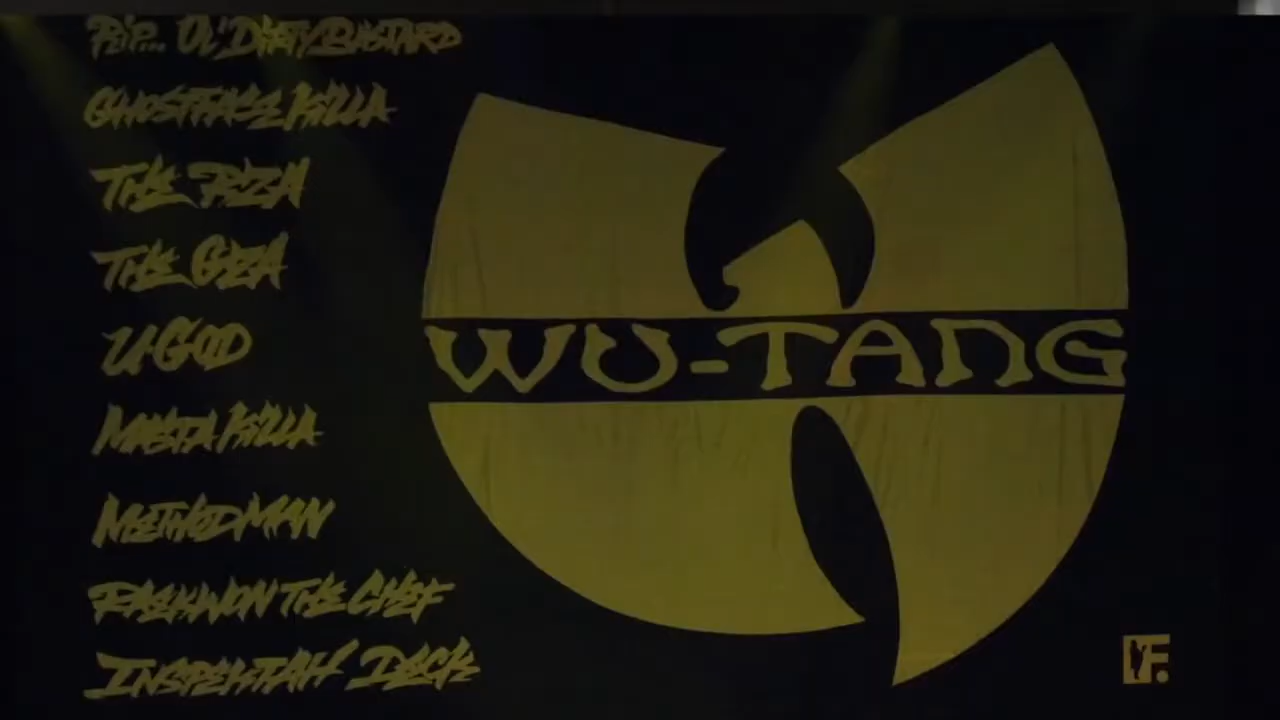 R.I.P... OL' DIRTY BASTARD
GHOSTFACE KILLA
THE RZA
THE GZA
U-GOD
MASTA KILLA
METHOD MAN
RAEKWON THE CHEF
INSPEKTAH DECK
WU-TANG
F.